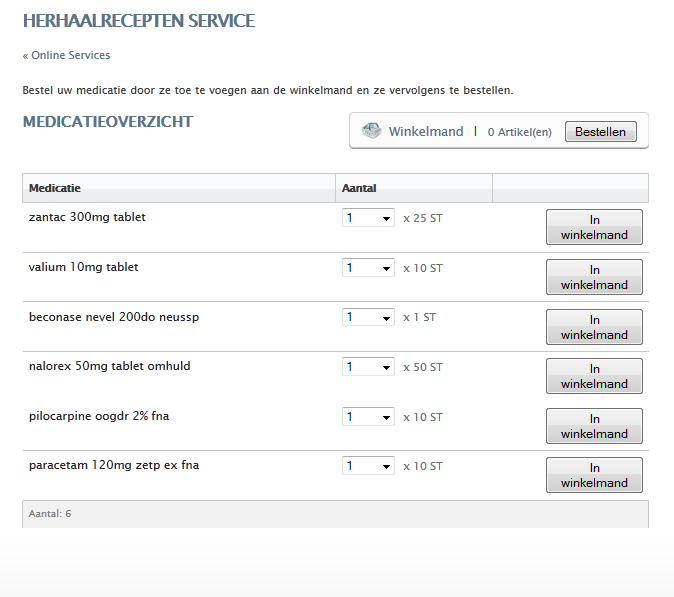 HERHAALRECEPTEN SERVICE
« Online Services
Bestel uw medicatie door ze toe te voegen aan de winkelmand en ze vervolgens te bestellen.
MEDICATIEOVERZICHT
Winkelmand | 0 Artikel(en) Bestellen
Medicatie Aantal
zantac 300mg tablet 1 x 25 ST In
winkelmand
valium 10mg tablet 1 x 10 ST In
winkelmand
beconase nevel 200do neussp 1 x 1 ST In
winkelmand
nalorex 50mg tablet omhuld 1 x 50 ST In
winkelmand
pilocarpine oogdr 2% fna 1 x 10 ST In
winkelmand
paracetam 120mg zetp ex fna 1 x 10 ST In
winkelmand
Aantal: 6